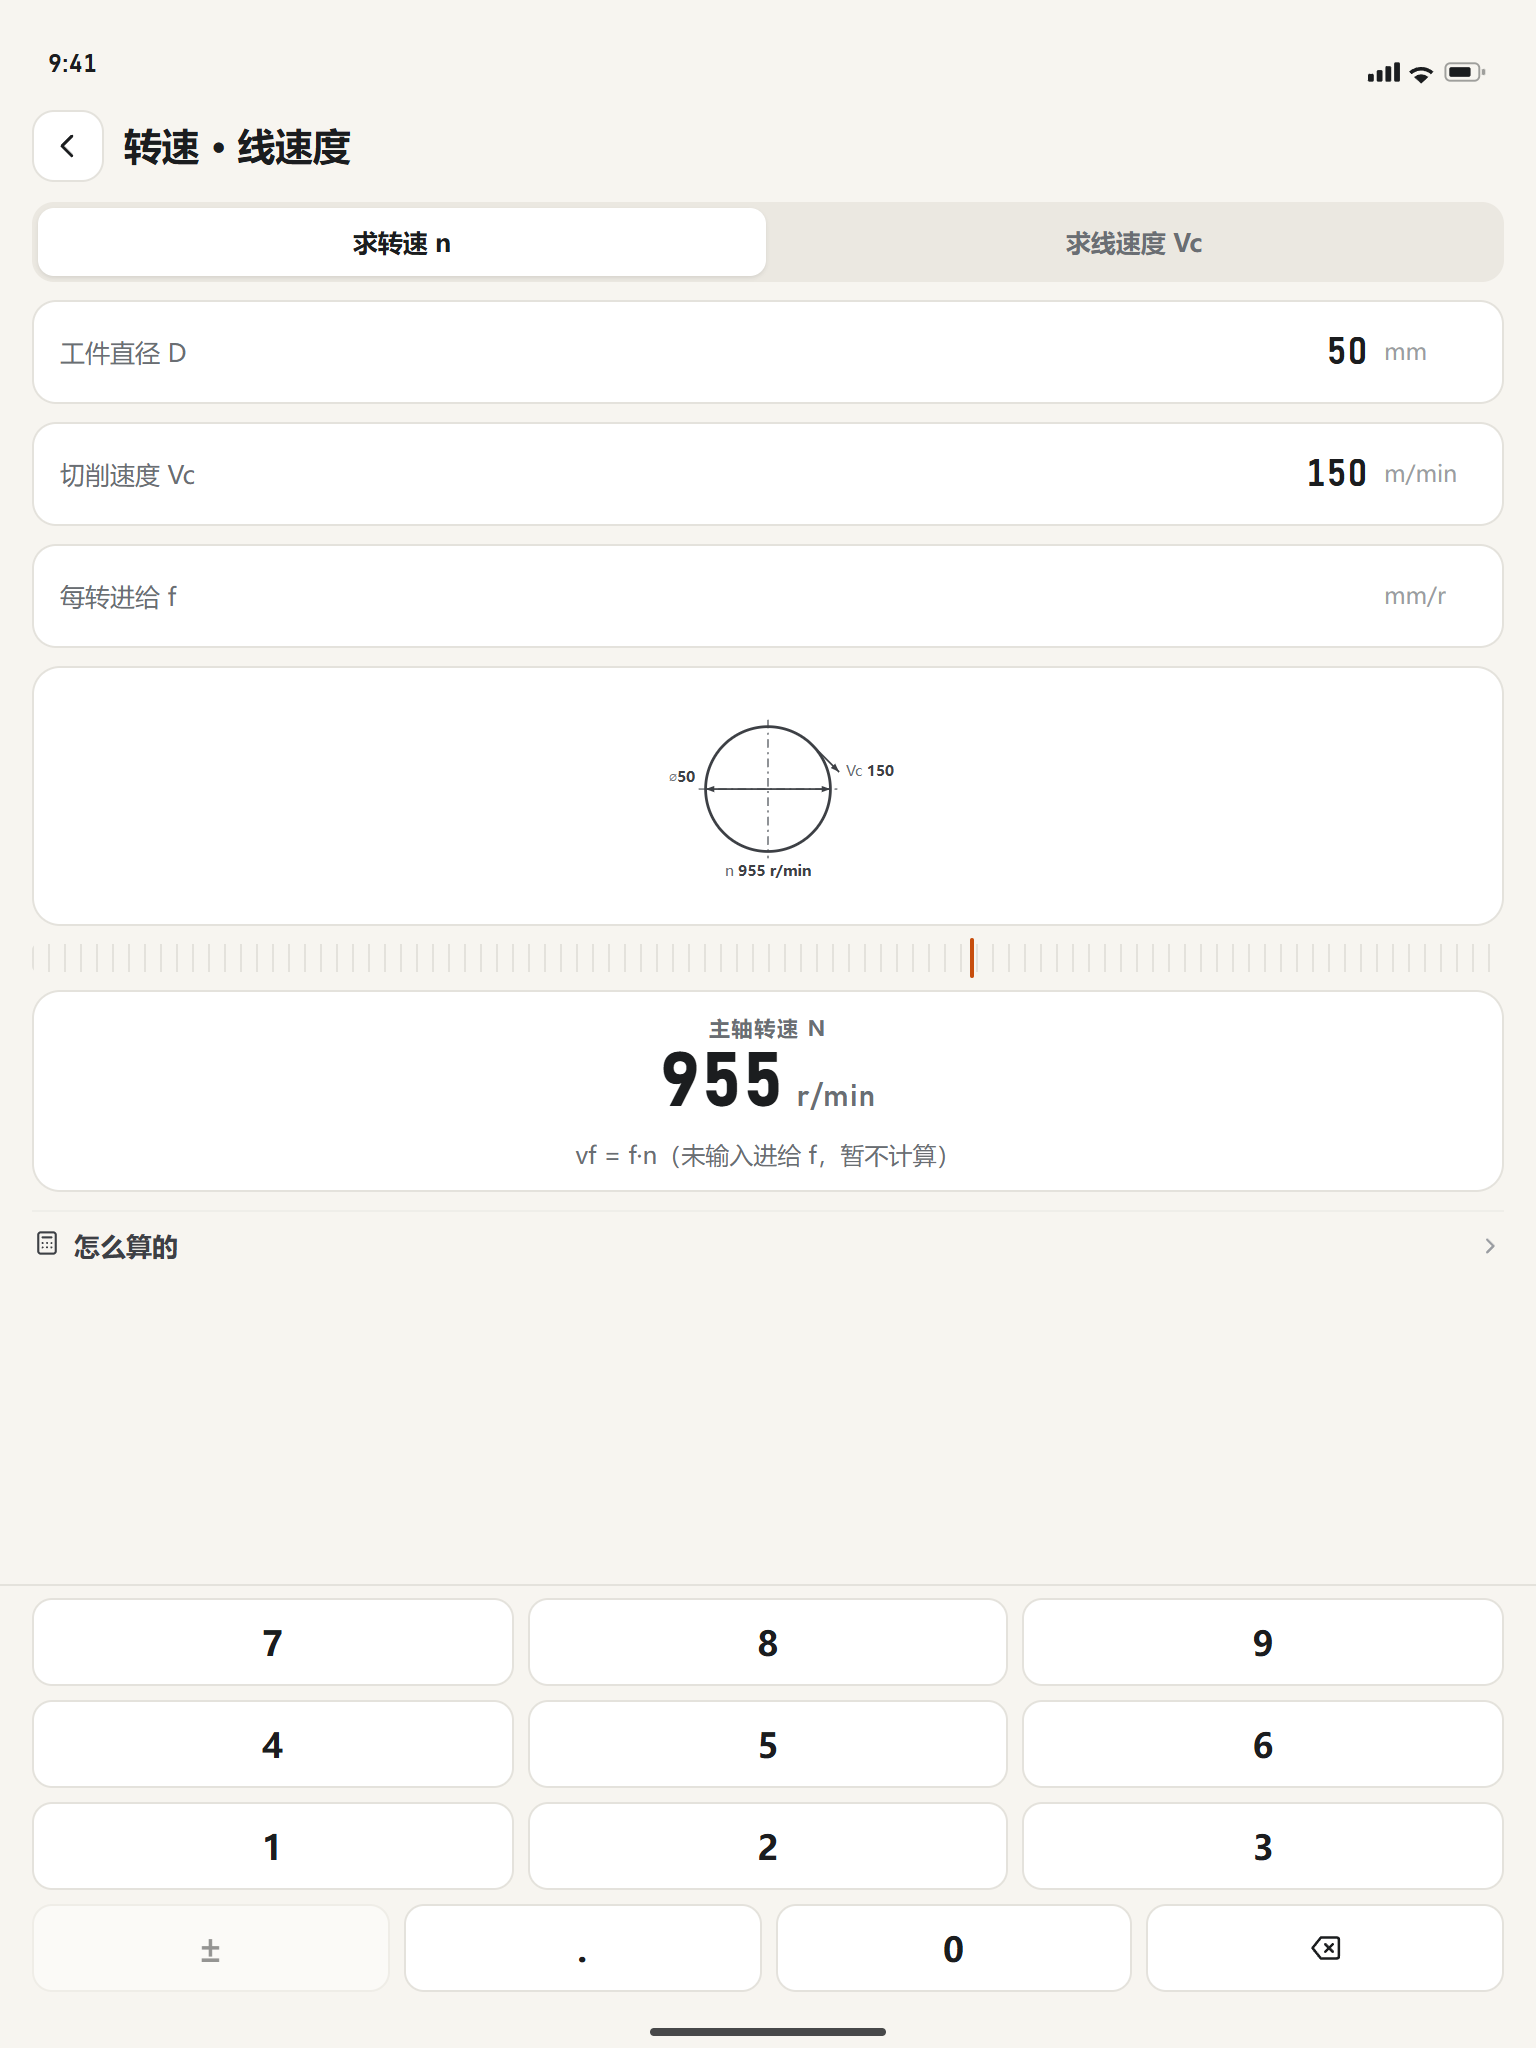 9:41
转速·线速度
求转速 n
求线速度 Vc
工件直径 D 50 mm
切削速度 Vc 150 m/min
每转进给 f mm/r
⌀50
Vc 150
n 955 r/min
主轴转速 N
955 r/min
vf = f·n（未输入进给 f，暂不计算）
怎么算的
7 8 9
4 5 6
1 2 3
± . 0